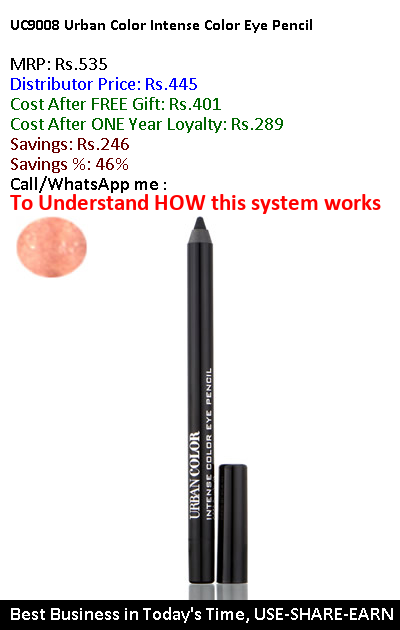 UC9008 Urban Color Intense Color Eye Pencil
MRP: Rs.535
Distributor Price: Rs.445
Cost After FREE Gift: Rs.401
Cost After ONE Year Loyalty: Rs.289
Savings: Rs.246
Savings %: 46%
Call/WhatsApp me :
To Understand HOW this system works
URBAN COLOR
INTENSE COLOR EYE PENCIL
Best Business in Today's Time, USE-SHARE-EARN